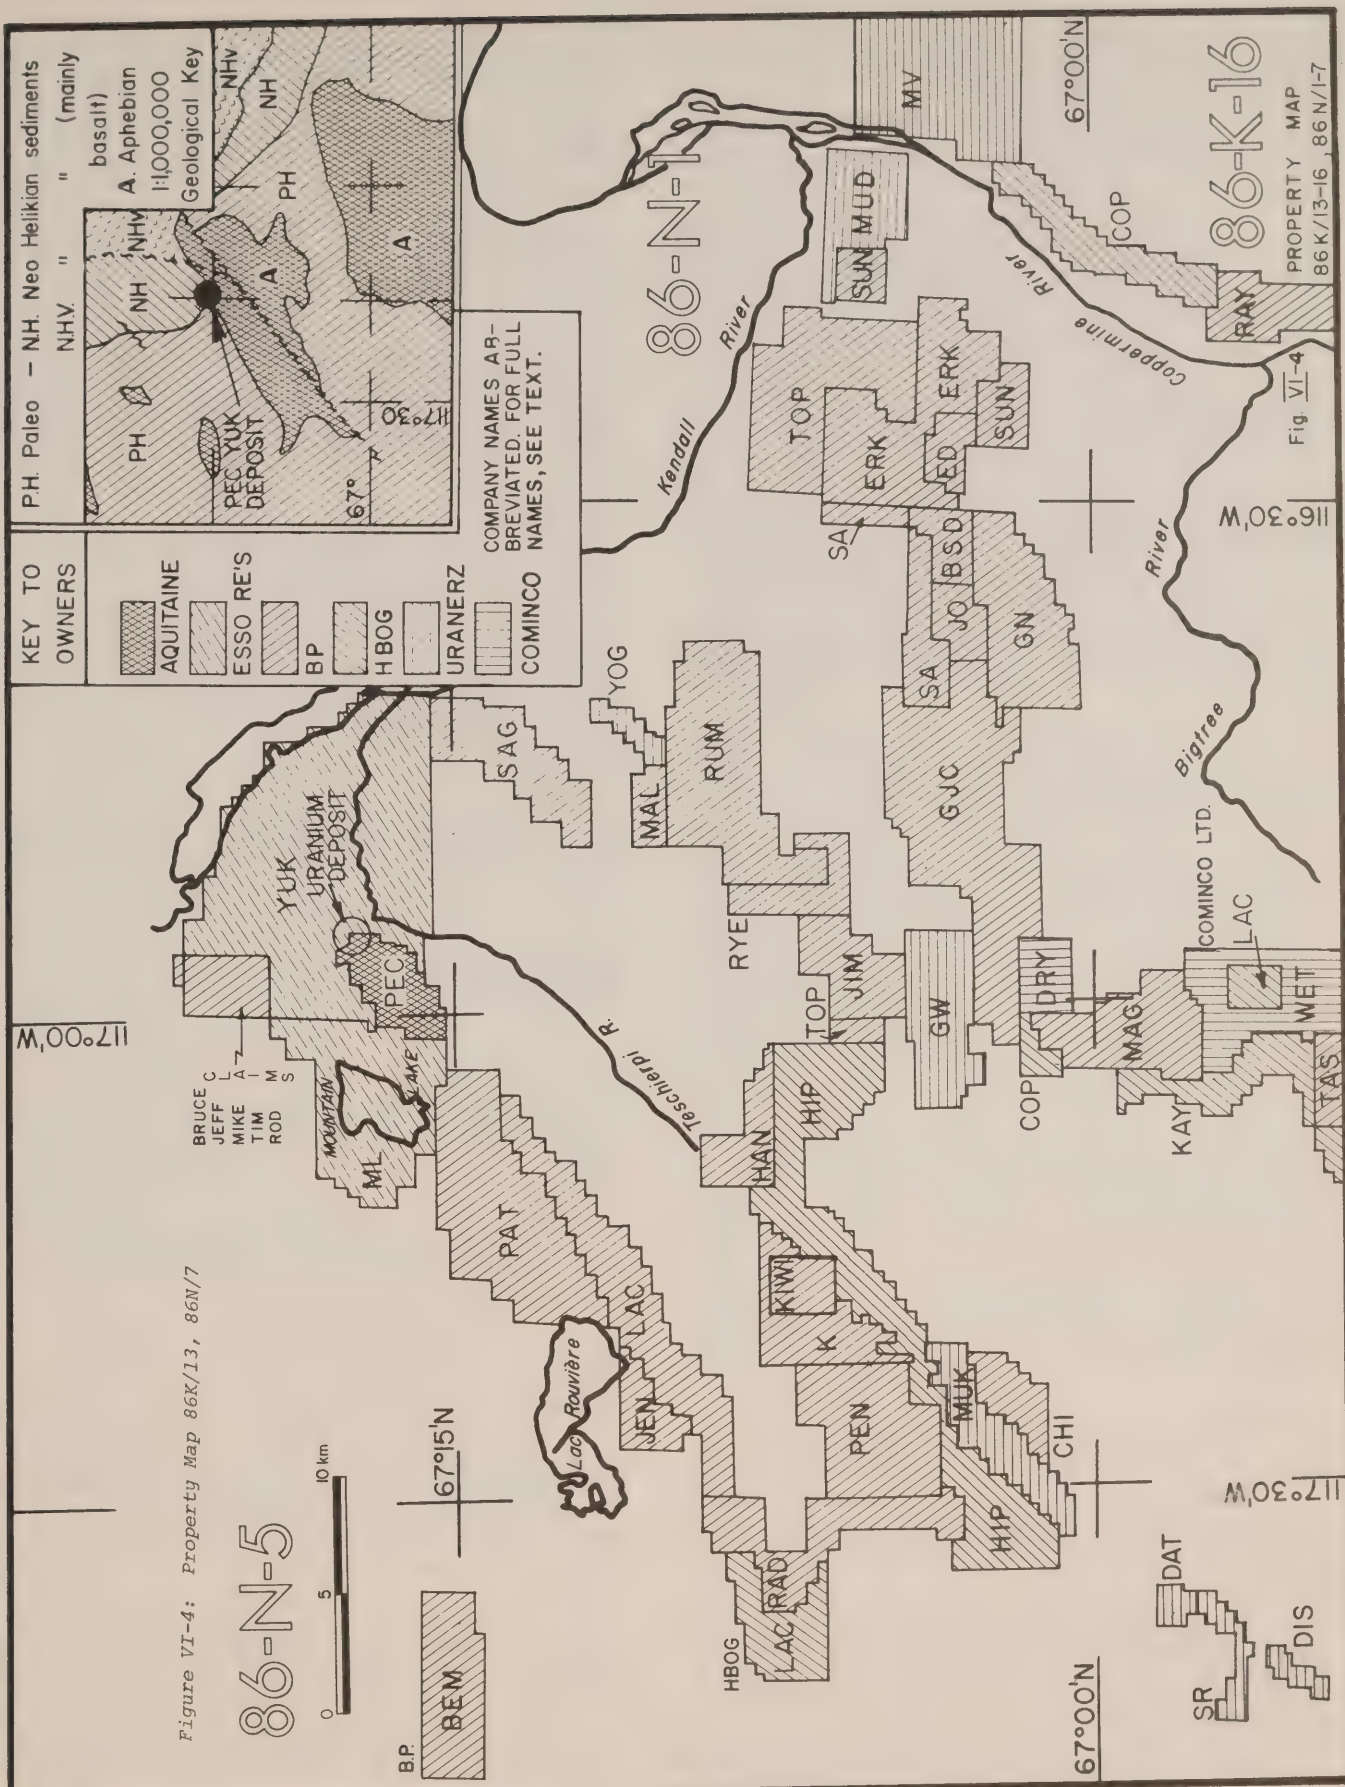 Figure VI-4: Property Map 86K/13, 86N/7
86-N-5
0 5 10 km
67°15'N
B.P.
BEM
117°00'W
BRUCE
JEFF
MIKE
TIM
ROD
CLAIMS
MOUNTAIN
LAKE
ML
YUK
URANIUM
DEPOSIT
PEC
PAT
LAC
JEN
Lac Rouvière
Teschierpi R.
SAG
YOG
MAL
RUM
RYE
TOP
JIM
HAN
HIP
KIWI
K
PEN
HBOG
LAC
RAD
HIP
MUK
CHI
GW
GJC
SA
SA
JO
BSD
GN
TOP
ERK
ERK
ED
SUN
SUN
MUD
MV
Kendall River
86-N-1
Coppermine River
COP
RAY
67°00'N
86-K-16
PROPERTY MAP
86K/13-16, 86N/1-7
Fig. VI-4
116°30'W
Bigtree River
COMINCO LTD.
LAC
WET
DRY
COP
MAG
KAY
TAS
117°30'W
67°00'N
DAT
SR
DIS
KEY TO
OWNERS
AQUITAINE
ESSO RE'S
BP
HBOG
URANERZ
COMINCO
COMPANY NAMES AB-
BREVIATED. FOR FULL
NAMES, SEE TEXT.
P.H. Paleo - N.H. Neo Helikian sediments
N.H.V. " " (mainly
basalt)
A. Aphebian
1:1,000,000
Geological Key
PH
NH
NHv
NHv
NH
PH
A
A
PEC YUK
DEPOSIT
67°
117°30